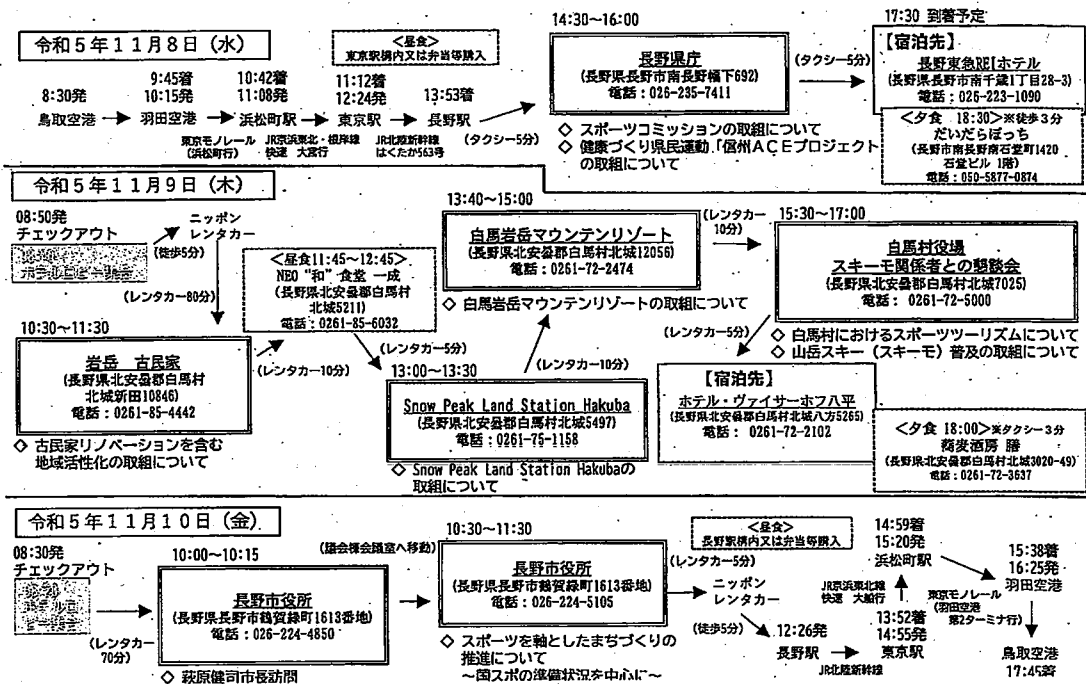 令和5年11月8日（水）
8:30発
鳥取空港
9:45着
10:15発
羽田空港
東京モノレール
（浜松町行）
10:42着
11:08発
浜松町駅
JR京浜東北・根岸線
快速 大宮行
<昼食>
東京駅構内又は弁当等購入
11:12着
12:24発
東京駅
JR北陸新幹線
はくたか563号
13:53着
長野駅
(タクシー5分)
14:30～16:00
長野県庁
(長野県長野市南長野幅下692)
電話：026-235-7411
◇ スポーツコミッションの取組について
◇ 健康づくり県民運動「信州ACEプロジェクト
の取組について
(タクシー5分)
17:30 到着予定
【宿泊先】
長野東急REIホテル
(長野県長野市南千歳1丁目28-3)
電話：026-223-1090
<夕食 18:30>※徒歩3分
だいだらぼっち
(長野市南長野南石堂町1420
石堂ビル 1階)
電話：050-5877-0874
令和5年11月9日（木）
08:50発
チェックアウト
(徒歩5分)
ニッポン
レンタカー
(レンタカー80分)
10:30～11:30
岩岳 古民家
(長野県北安曇郡白馬村
北城新田10846)
電話：0261-85-4442
◇ 古民家リノベーションを含む
地域活性化の取組について
(レンタカー10分)
<昼食11:45～12:45>
NEO “和” 食堂 一成
(長野県北安曇郡白馬村
北城5211)
電話：0261-85-6032
(レンタカー5分)
13:00～13:30
Snow Peak Land Station Hakuba
(長野県北安曇郡白馬村北城5497)
電話：0261-75-1158
◇ Snow Peak Land Station Hakubaの
取組について
(レンタカー10分)
13:40～15:00
白馬岩岳マウンテンリゾート
(長野県北安曇郡白馬村北城12056)
電話：0261-72-2474
◇ 白馬岩岳マウンテンリゾートの取組について
(レンタカー
10分)
15:30～17:00
白馬村役場
スキーモ関係者との懇談会
(長野県北安曇郡白馬村北城7025)
電話： 0261-72-5000
◇ 白馬村におけるスポーツツーリズムについて
◇ 山岳スキー（スキーモ）普及の取組について
(レンタカー5分)
【宿泊先】
ホテル・ヴァイサーホフ八平
(長野県北安曇郡白馬村北城八方5265)
電話： 0261-72-2102
<夕食 18:00>※タクシー3分
蕎麦酒房 膳
(長野県北安曇郡白馬村北城3020-49)
電話：0261-72-3637
令和5年11月10日（金）
08:30発
チェックアウト
(レンタカー
70分)
10:00～10:15
長野市役所
(長野県長野市鶴賀緑町1613番地)
電話：026-224-4850
◇ 萩原健司市長訪問
(議会棟会議室へ移動)
10:30～11:30
長野市役所
(長野県長野市鶴賀緑町1613番地)
電話：026-224-5105
◇ スポーツを軸としたまちづくりの
推進について
～国スポの準備状況を中心に～
(レンタカー5分)
ニッポン
レンタカー
(徒歩5分)
<昼食>
長野駅構内又は弁当等購入
12:26発
長野駅
JR北陸新幹線
13:52着
14:55発
東京駅
JR京浜東北線
快速 大船行
14:59着
15:20発
浜松町駅
東京モノレール
(羽田空港
第2ターミナ行)
15:38着
16:25発
羽田空港
鳥取空港
17:45着